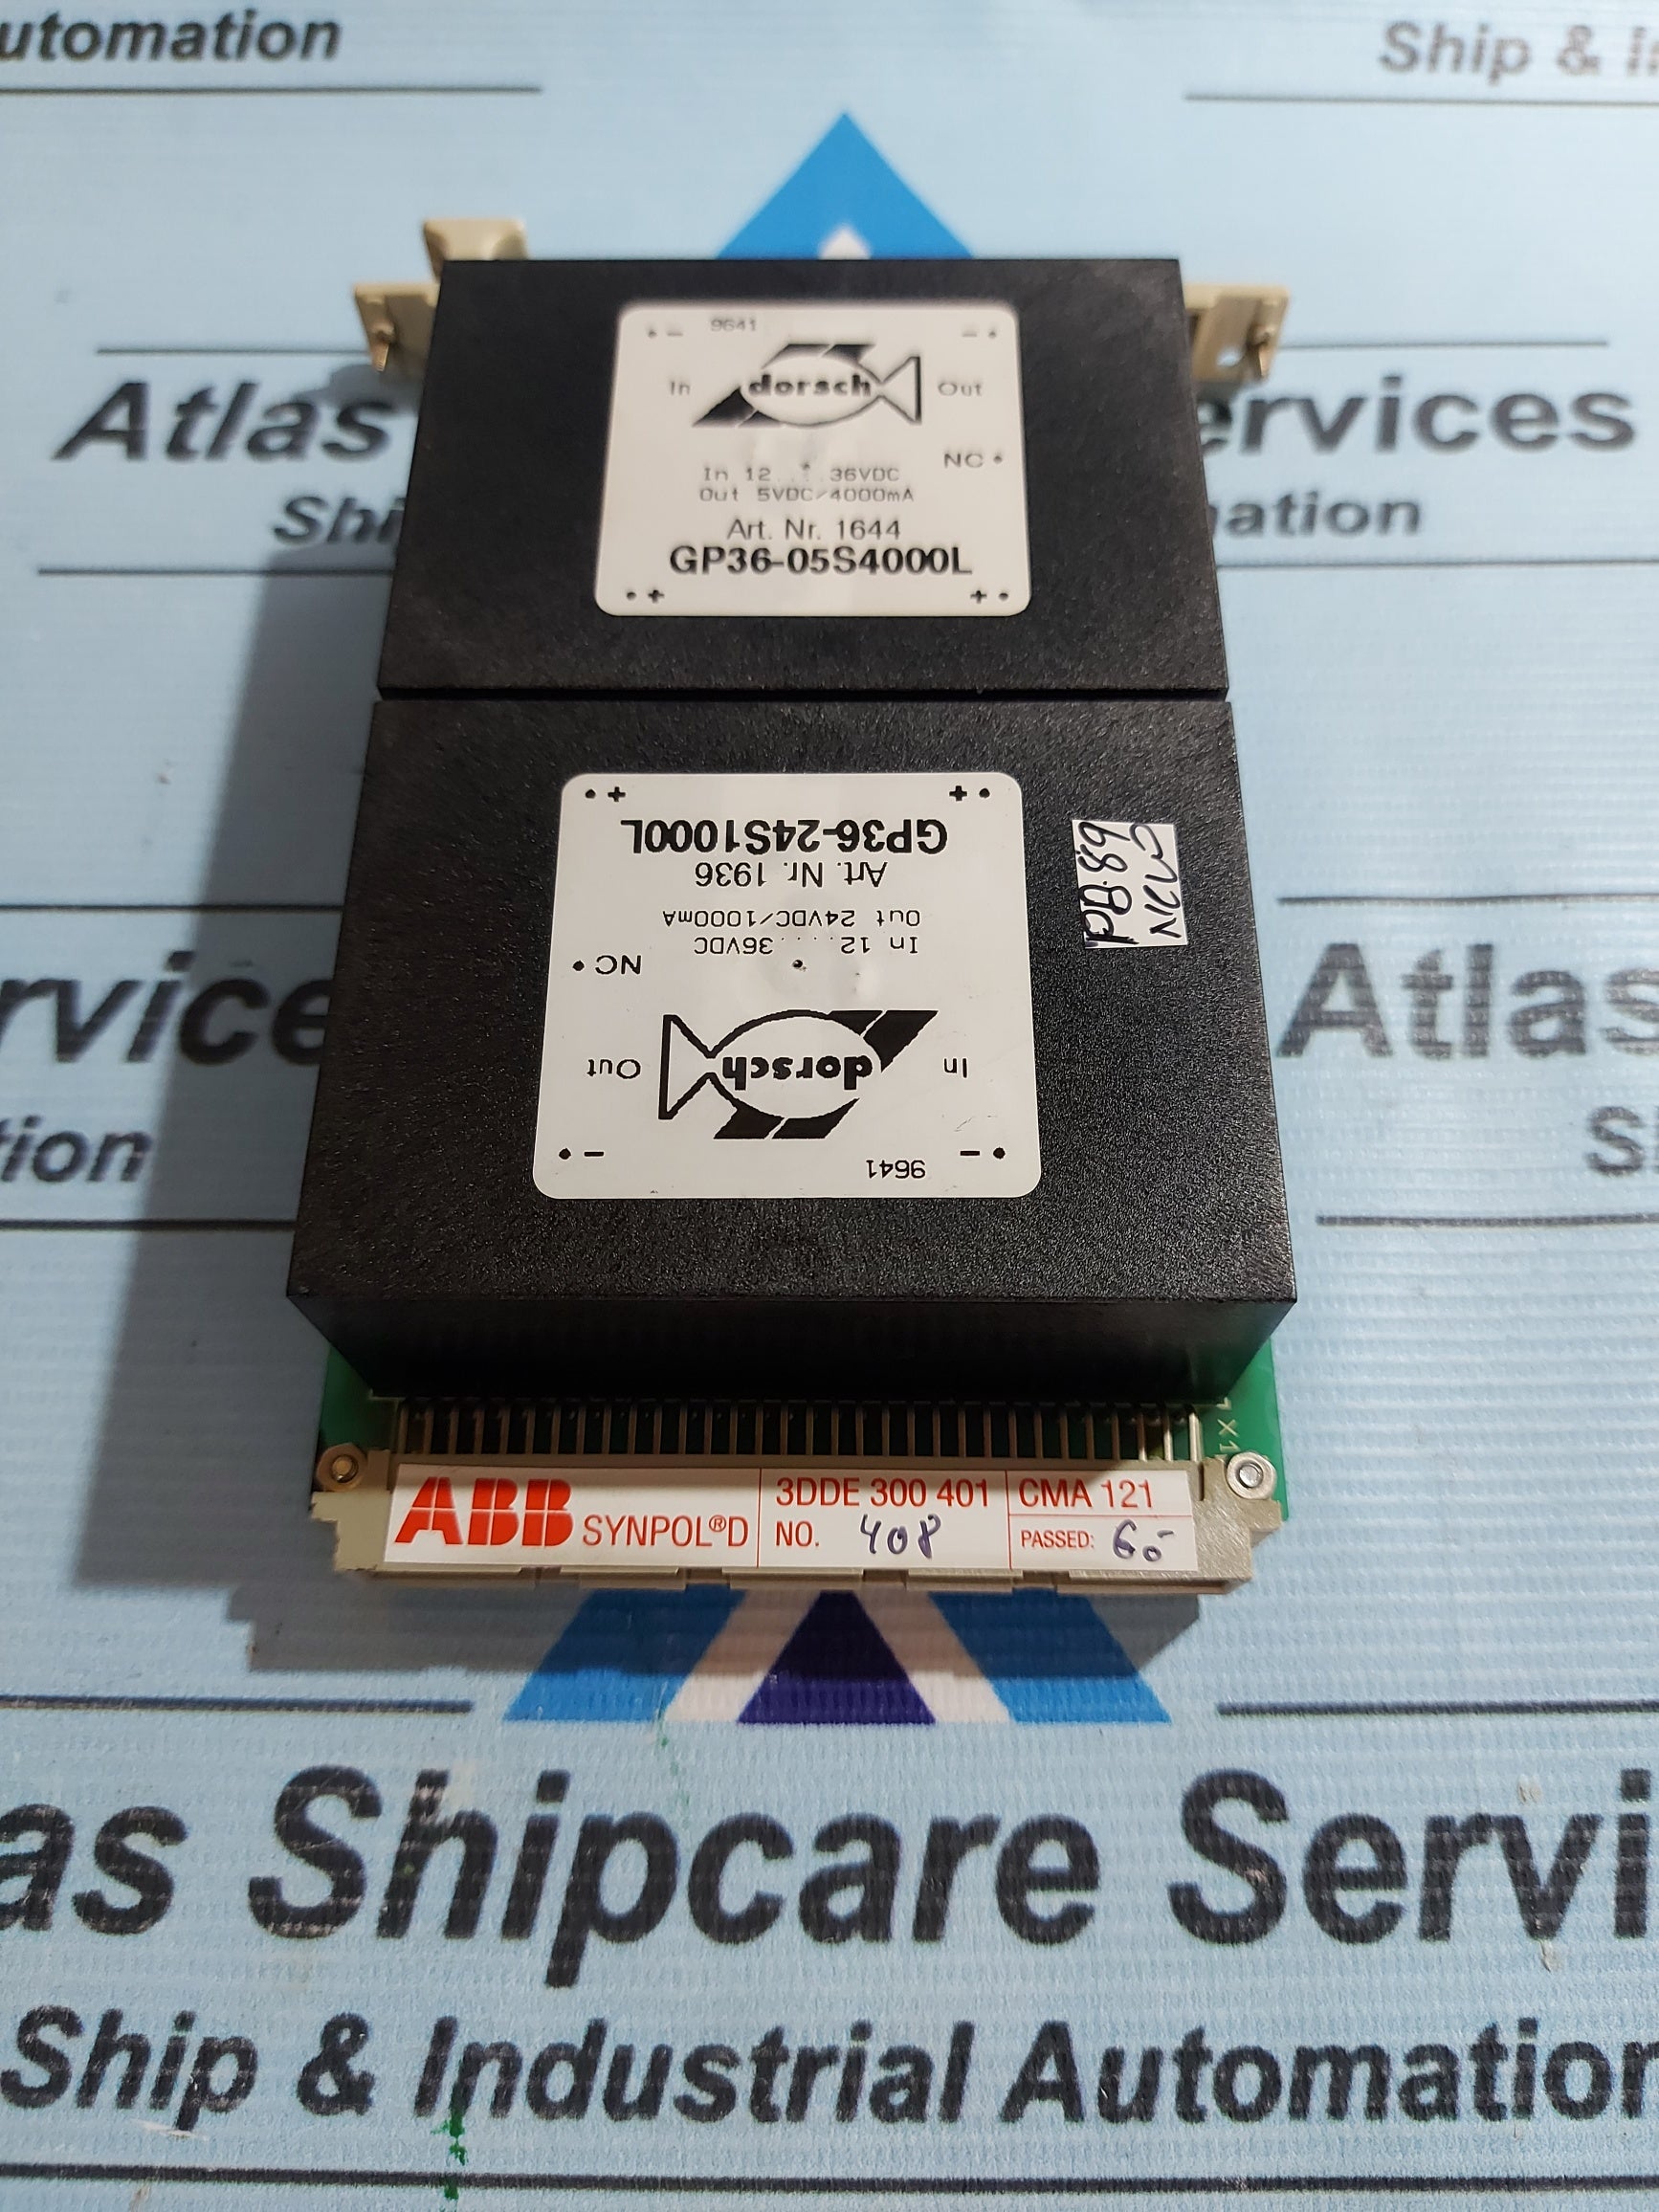 utomation
Ship & In
Atlas
ervices
Shi
ation
- 9641 -
dorsch
In
Out
NC
In 12 ... 36VDC
Out 5VDC/4000mA
Art. Nr. 1644
GP36-05S4000L
+ +
+ +
GP36-24S1000L
Art. Nr. 1936
Out 24VDC/1000mA
In 12....36VDC
NC
dorsch
In
Out
- 9641 -
rvice
Atlas
tion
ABB SYNPOL®D
3DDE 300 401
NO. 408
CMA 121
PASSED:
as Shipcare Servi
Ship & Industrial Automation